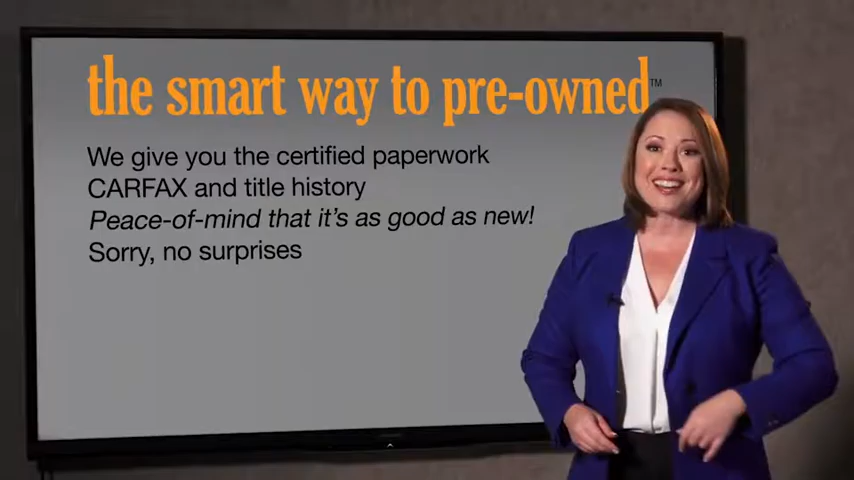 the smart way to pre-owned™
We give you the certified paperwork
CARFAX and title history
Peace-of-mind that it's as good as new!
Sorry, no surprises